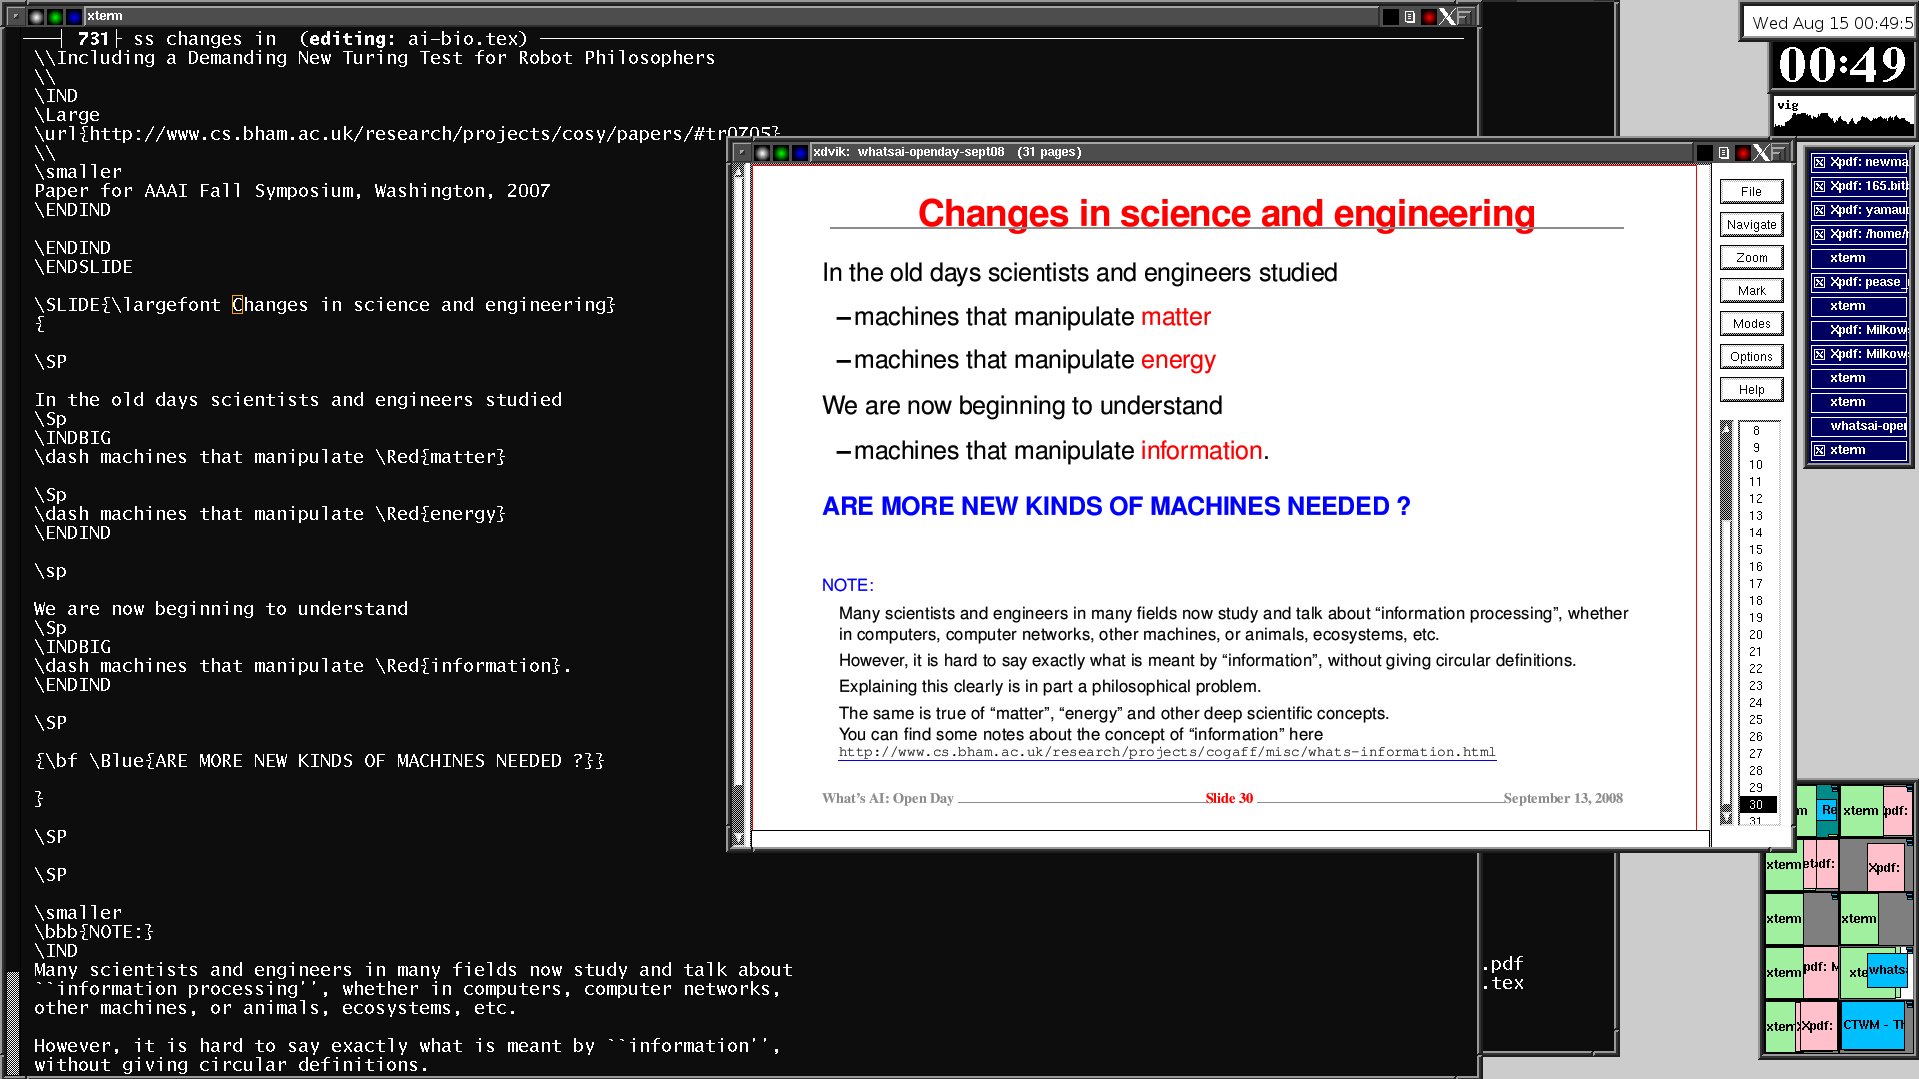 xterm
731 ss changes in (editing: ai-bio.tex)
\\Including a Demanding New Turing Test for Robot Philosophers
\\
\IND
\Large
\url{http://www.cs.bham.ac.uk/research/projects/cosy/papers/#tr0705}
\\
\smaller
Paper for AAAI Fall Symposium, Washington, 2007
\ENDIND
\ENDIND
\ENDSLIDE
\SLIDE{\largefont Changes in science and engineering}
{
\SP
In the old days scientists and engineers studied
\Sp
\INDBIG
\dash machines that manipulate \Red{matter}
\Sp
\dash machines that manipulate \Red{energy}
\ENDIND
\sp
We are now beginning to understand
\Sp
\INDBIG
\dash machines that manipulate \Red{information}.
\ENDIND
\SP
{\bf \Blue{ARE MORE NEW KINDS OF MACHINES NEEDED ?}}
}
\SP
\SP
\smaller
\bbb{NOTE:}
\IND
Many scientists and engineers in many fields now study and talk about
``information processing'', whether in computers, computer networks,
other machines, or animals, ecosystems, etc.
However, it is hard to say exactly what is meant by ``information'',
without giving circular definitions.
.pdf
.tex
xdvik: whatsai-openday-sept08 (31 pages)
Changes in science and engineering
In the old days scientists and engineers studied
–machines that manipulate matter
–machines that manipulate energy
We are now beginning to understand
–machines that manipulate information.
ARE MORE NEW KINDS OF MACHINES NEEDED ?
NOTE:
Many scientists and engineers in many fields now study and talk about “information processing”, whether
in computers, computer networks, other machines, or animals, ecosystems, etc.
However, it is hard to say exactly what is meant by “information”, without giving circular definitions.
Explaining this clearly is in part a philosophical problem.
The same is true of “matter”, “energy” and other deep scientific concepts.
You can find some notes about the concept of “information” here
http://www.cs.bham.ac.uk/research/projects/cogaff/misc/whats-information.html
What’s AI: Open Day Slide 30 September 13, 2008
File
Navigate
Zoom
Mark
Modes
Options
Help
8
9
10
11
12
13
14
15
16
17
18
19
20
21
22
23
24
25
26
27
28
29
30
31
Wed Aug 15 00:49:5
00:49
vig
Xpdf: newma
Xpdf: 165.bit
Xpdf: yamau
Xpdf: /home/
xterm
Xpdf: pease_
xterm
Xpdf: Milkow
Xpdf: Milkow
xterm
xterm
whatsai-ope
xterm
m Re xterm pdf:
xterm df: Xpdf:
xterm xterm
xterm pdf: M xte whats
xter Xpdf: CTWM - Th